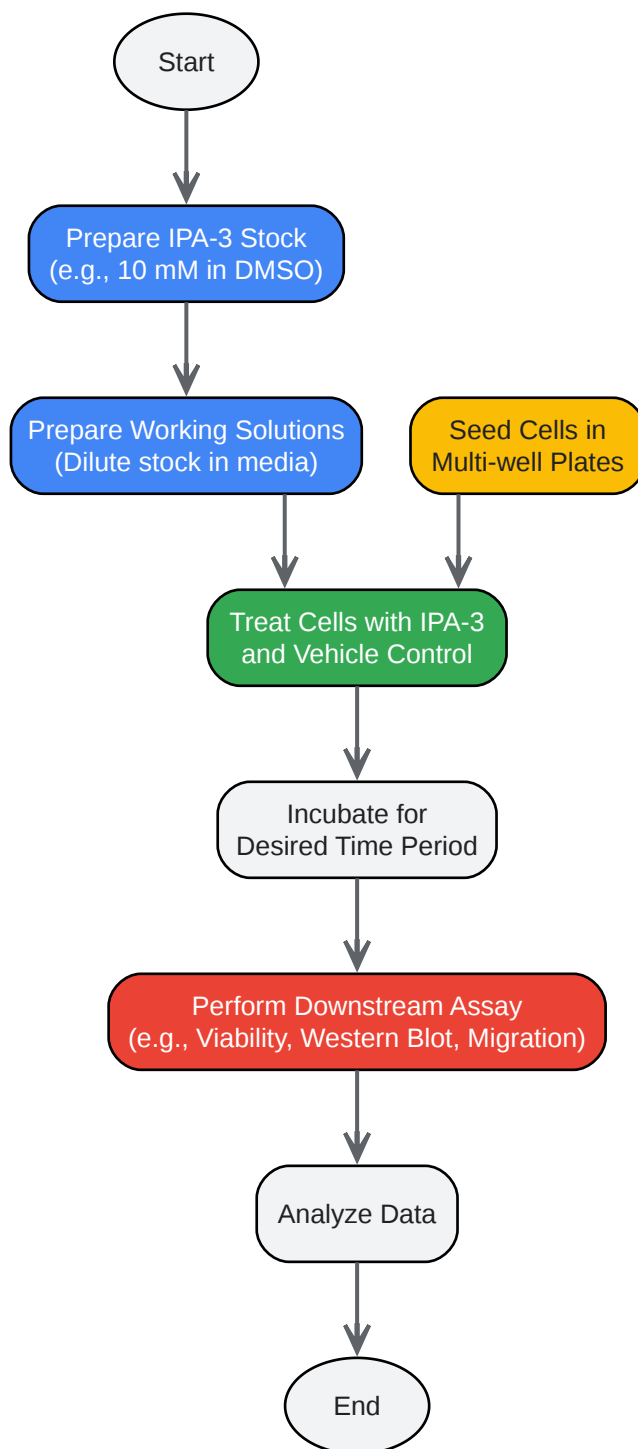 Start
Prepare IPA-3 Stock
(e.g., 10 mM in DMSO)
Prepare Working Solutions
(Dilute stock in media)
Seed Cells in
Multi-well Plates
Treat Cells with IPA-3
and Vehicle Control
Incubate for
Desired Time Period
Perform Downstream Assay
(e.g., Viability, Western Blot, Migration)
Analyze Data
End